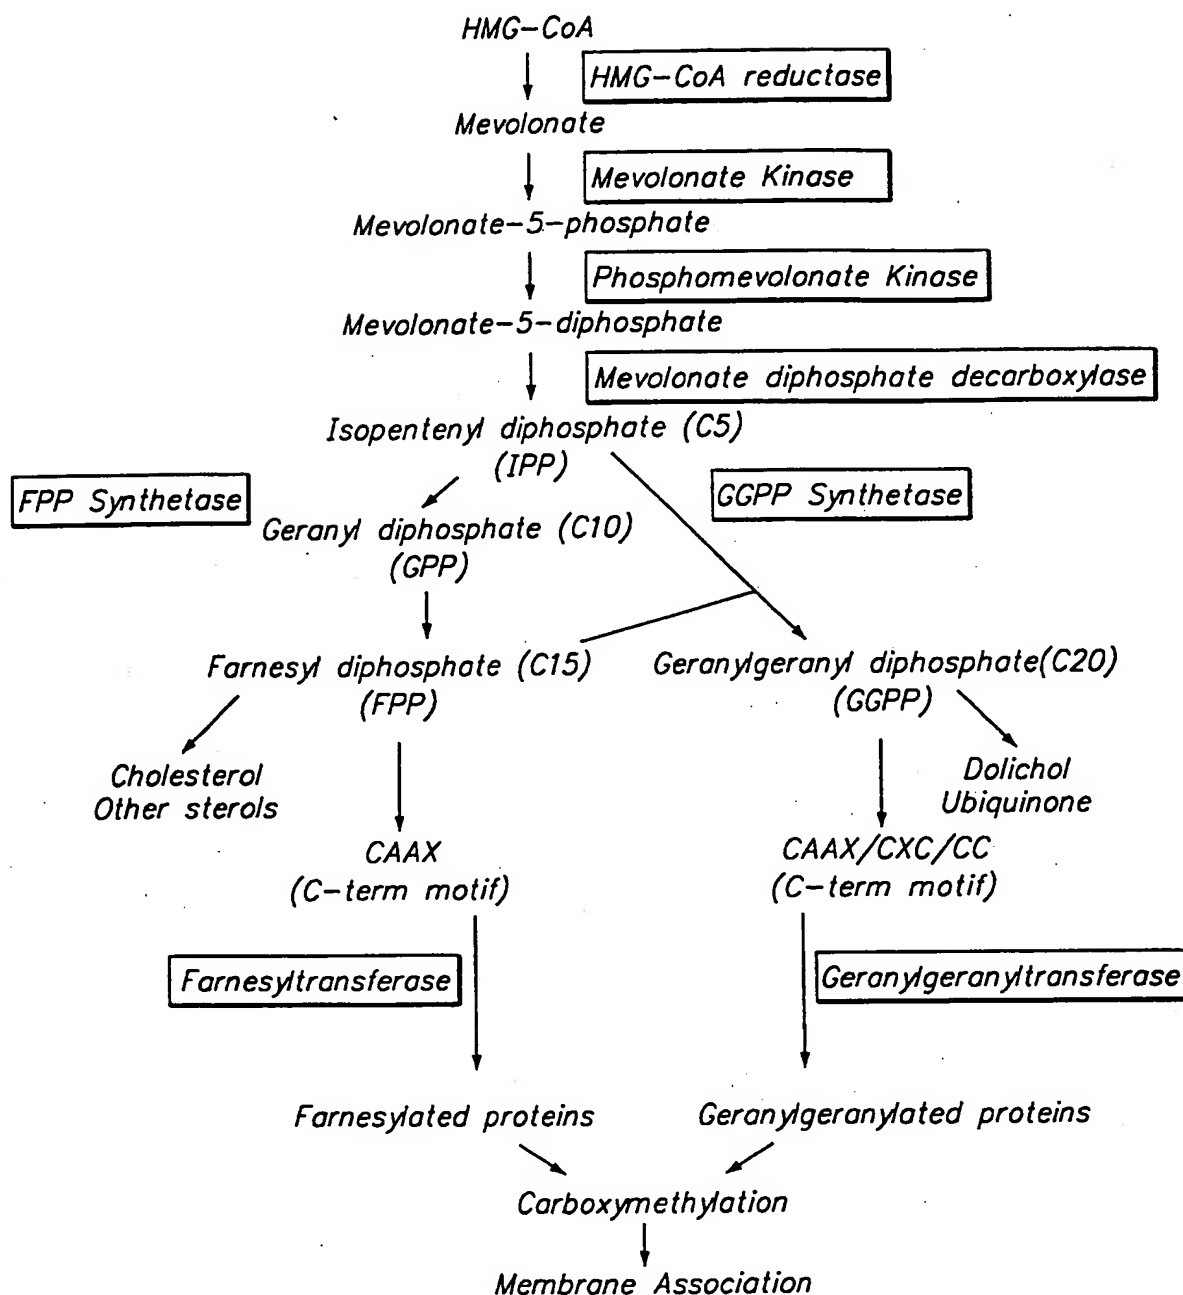 HMG-CoA
HMG-CoA reductase
Mevolonate
Mevolonate Kinase
Mevolonate-5-phosphate
Phosphomevolonate Kinase
Mevolonate-5-diphosphate
Mevolonate diphosphate decarboxylase
Isopentenyl diphosphate (C5)
(IPP)
FPP Synthetase
GGPP Synthetase
Geranyl diphosphate (C10)
(GPP)
Farnesyl diphosphate (C15)
(FPP)
Geranylgeranyl diphosphate(C20)
(GGPP)
Cholesterol
Other sterols
Dolichol
Ubiquinone
CAAX
(C-term motif)
CAAX/CXC/CC
(C-term motif)
Farnesyltransferase
Geranylgeranyltransferase
Farnesylated proteins
Geranylgeranylated proteins
Carboxymethylation
Membrane Association